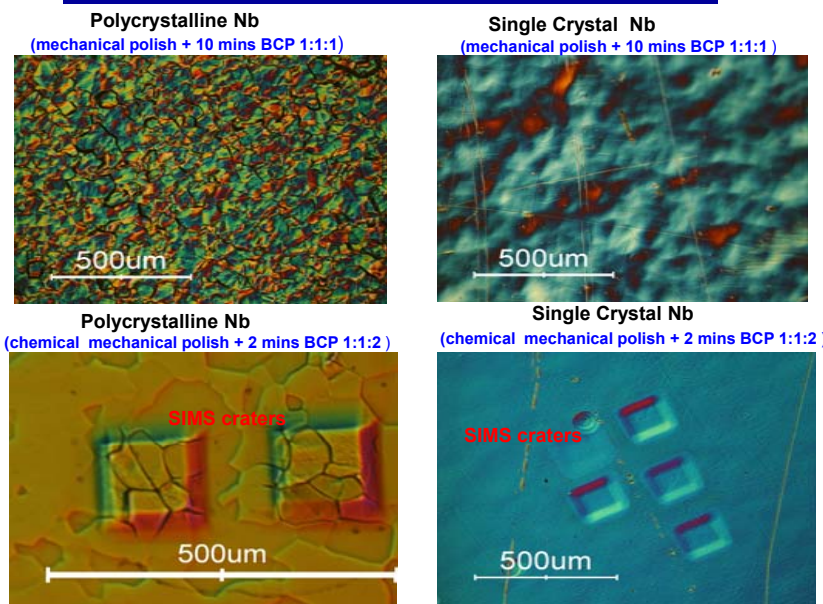 Polycrystalline Nb
(mechanical polish + 10 mins BCP 1:1:1)
Single Crystal Nb
(mechanical polish + 10 mins BCP 1:1:1 )
500um
500um
Polycrystalline Nb
(chemical mechanical polish + 2 mins BCP 1:1:2 )
Single Crystal Nb
(chemical mechanical polish + 2 mins BCP 1:1:2 )
SIMS craters
500um
SIMS craters
500um